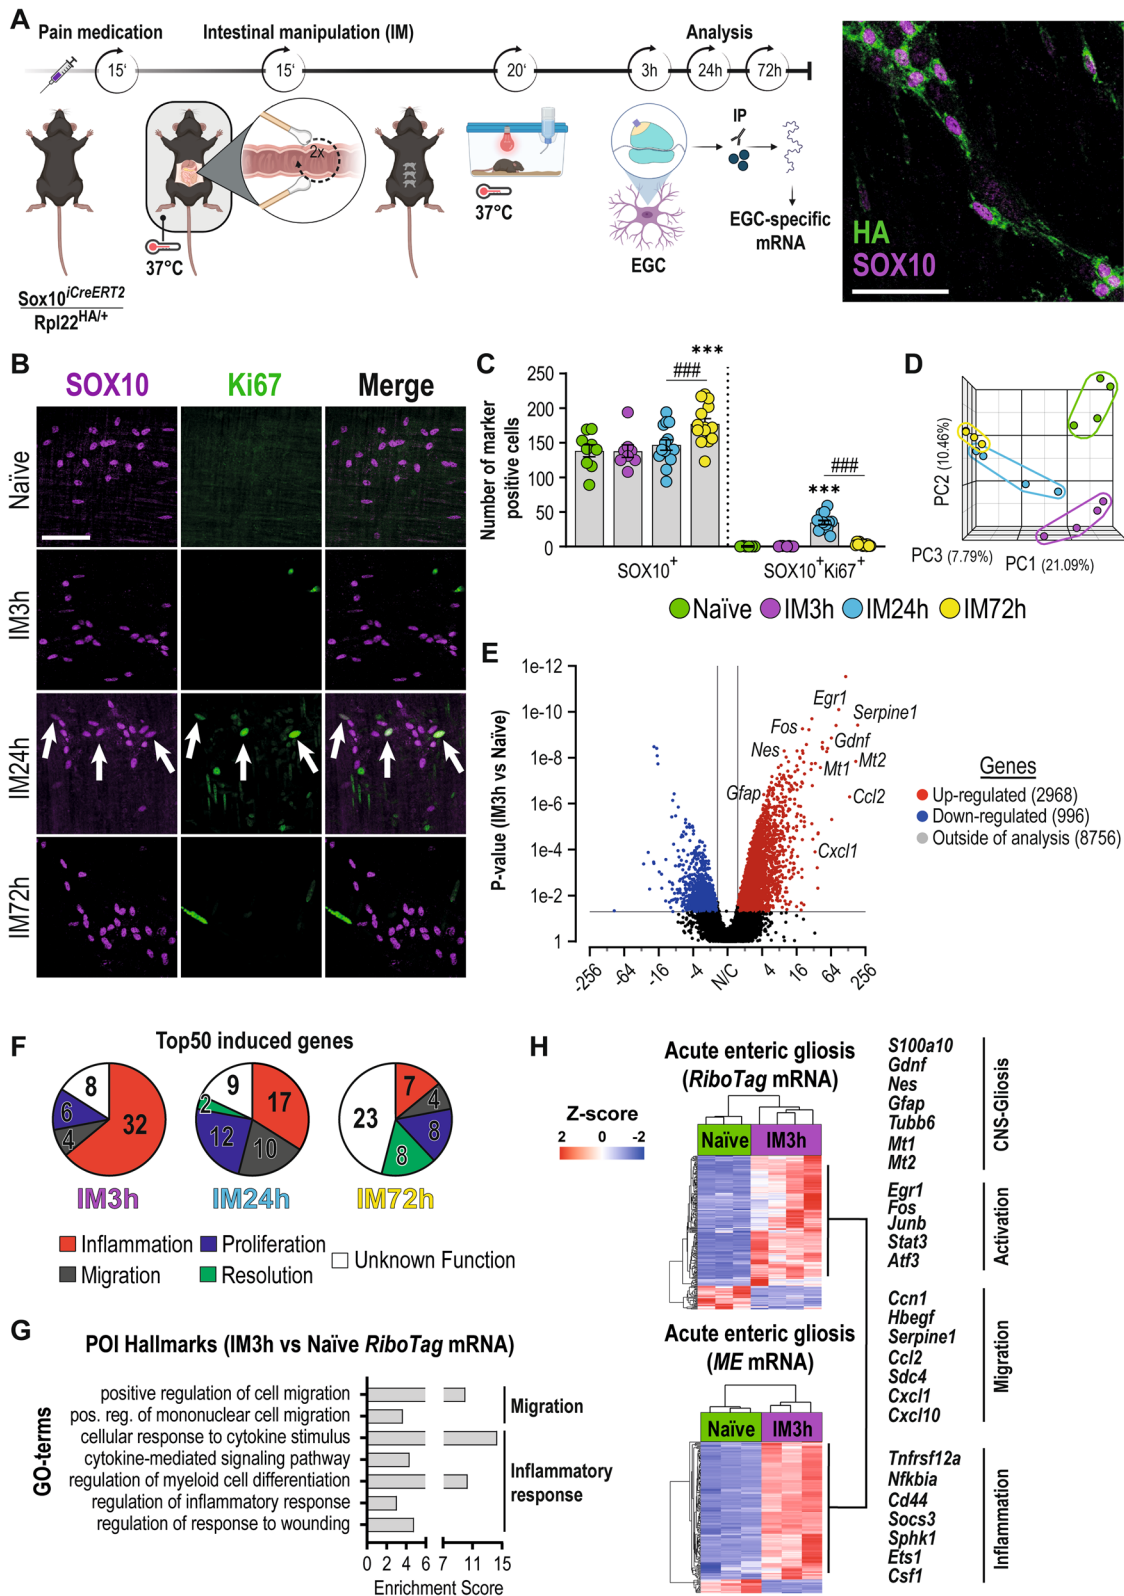 A
Pain medication
Intestinal manipulation (IM)
Analysis
15‘
15‘
20‘
3h
24h
72h
2x
37°C
37°C
IP
EGC
EGC-specific
mRNA
Sox10iCreERT2
Rpl22HA/+
HA
SOX10
B
SOX10
Ki67
Merge
Naïve
IM3h
IM24h
IM72h
C
Number of marker
positive cells
250
200
150
100
50
0
###
***
***
###
SOX10+
SOX10+Ki67+
D
PC2 (10.46%)
PC3 (7.79%)
PC1 (21.09%)
Naïve
IM3h
IM24h
IM72h
E
P-value (IM3h vs Naïve)
1e-12
1e-10
1e-8
1e-6
1e-4
1e-2
1
Egr1
Serpine1
Fos
Gdnf
Nes
Mt2
Mt1
Gfap
Ccl2
Cxcl1
-256
-64
-16
-4
N/C
4
16
64
256
Genes
Up-regulated (2968)
Down-regulated (996)
Outside of analysis (8756)
F
Top50 induced genes
8
6
4
32
9
2
12
10
17
23
7
4
8
8
IM3h
IM24h
IM72h
Inflammation
Proliferation
Unknown Function
Migration
Resolution
G
POI Hallmarks (IM3h vs Naïve RiboTag mRNA)
GO-terms
positive regulation of cell migration
pos. reg. of mononuclear cell migration
cellular response to cytokine stimulus
cytokine-mediated signaling pathway
regulation of myeloid cell differentiation
regulation of inflammatory response
regulation of response to wounding
Migration
Inflammatory
response
0 2 4 6 7 11 15
Enrichment Score
H
Acute enteric gliosis
(RiboTag mRNA)
Z-score
2 0 -2
Naïve
IM3h
Acute enteric gliosis
(ME mRNA)
Naïve
IM3h
S100a10
Gdnf
Nes
Gfap
Tubb6
Mt1
Mt2
CNS-Gliosis
Egr1
Fos
Junb
Stat3
Atf3
Activation
Ccn1
Hbegf
Serpine1
Ccl2
Sdc4
Cxcl1
Cxcl10
Migration
Tnfrsf12a
Nfkbia
Cd44
Socs3
Sphk1
Ets1
Csf1
Inflammation